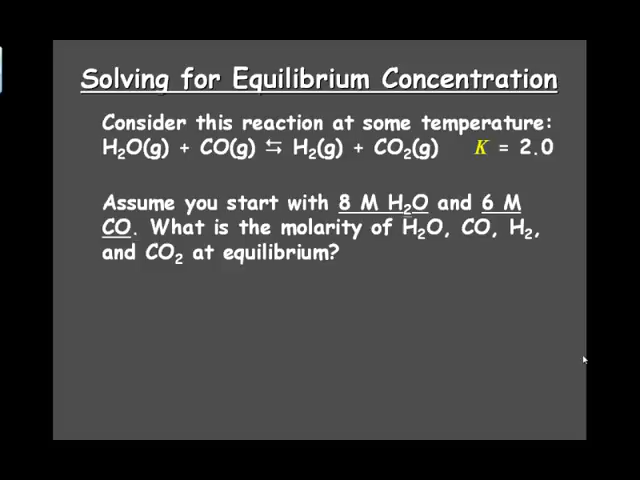 Solving for Equilibrium Concentration
Consider this reaction at some temperature:
H₂O(g) + CO(g) ⇆ H₂(g) + CO₂(g) K = 2.0
Assume you start with 8 M H₂O and 6 M
CO. What is the molarity of H₂O, CO, H₂,
and CO₂ at equilibrium?